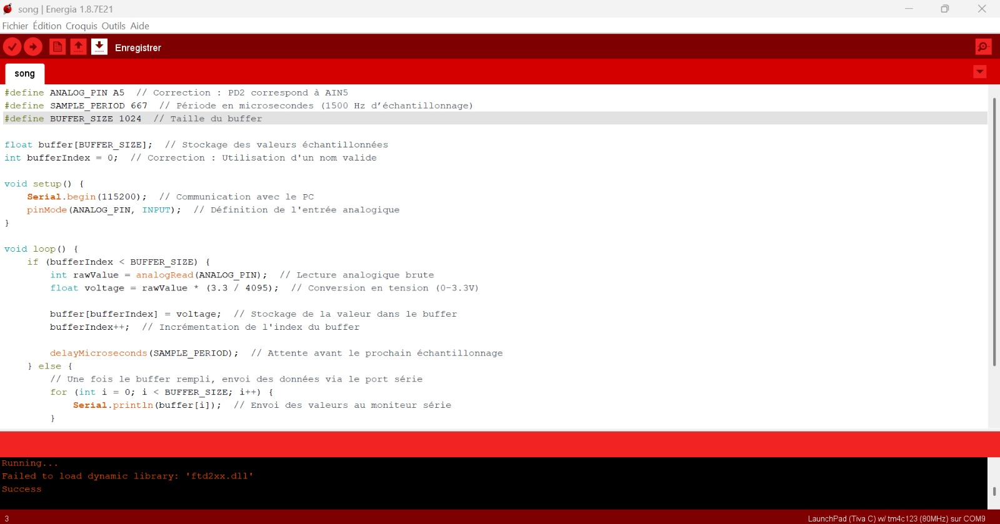 song | Energia 1.8.7E21
Fichier Édition Croquis Outils Aide
Enregistrer
song
#define ANALOG_PIN A5  // Correction : PD2 correspond à AIN5
#define SAMPLE_PERIOD 667  // Période en microsecondes (1500 Hz d’échantillonnage)
#define BUFFER_SIZE 1024  // Taille du buffer
float buffer[BUFFER_SIZE];  // Stockage des valeurs échantillonnées
int bufferIndex = 0;  // Correction : Utilisation d'un nom valide
void setup() {
    Serial.begin(115200);  // Communication avec le PC
    pinMode(ANALOG_PIN, INPUT);  // Définition de l'entrée analogique
}
void loop() {
    if (bufferIndex < BUFFER_SIZE) {
        int rawValue = analogRead(ANALOG_PIN);  // Lecture analogique brute
        float voltage = rawValue * (3.3 / 4095);  // Conversion en tension (0-3.3V)
        buffer[bufferIndex] = voltage;  // Stockage de la valeur dans le buffer
        bufferIndex++;  // Incrémentation de l'index du buffer
        delayMicroseconds(SAMPLE_PERIOD);  // Attente avant le prochain échantillonnage
    } else {
        // Une fois le buffer rempli, envoi des données via le port série
        for (int i = 0; i < BUFFER_SIZE; i++) {
            Serial.println(buffer[i]);  // Envoi des valeurs au moniteur série
        }
Running...
Failed to load dynamic library: 'ftd2xx.dll'
Success
3
LaunchPad (Tiva C) w/ tm4c123 (80MHz) sur COM9